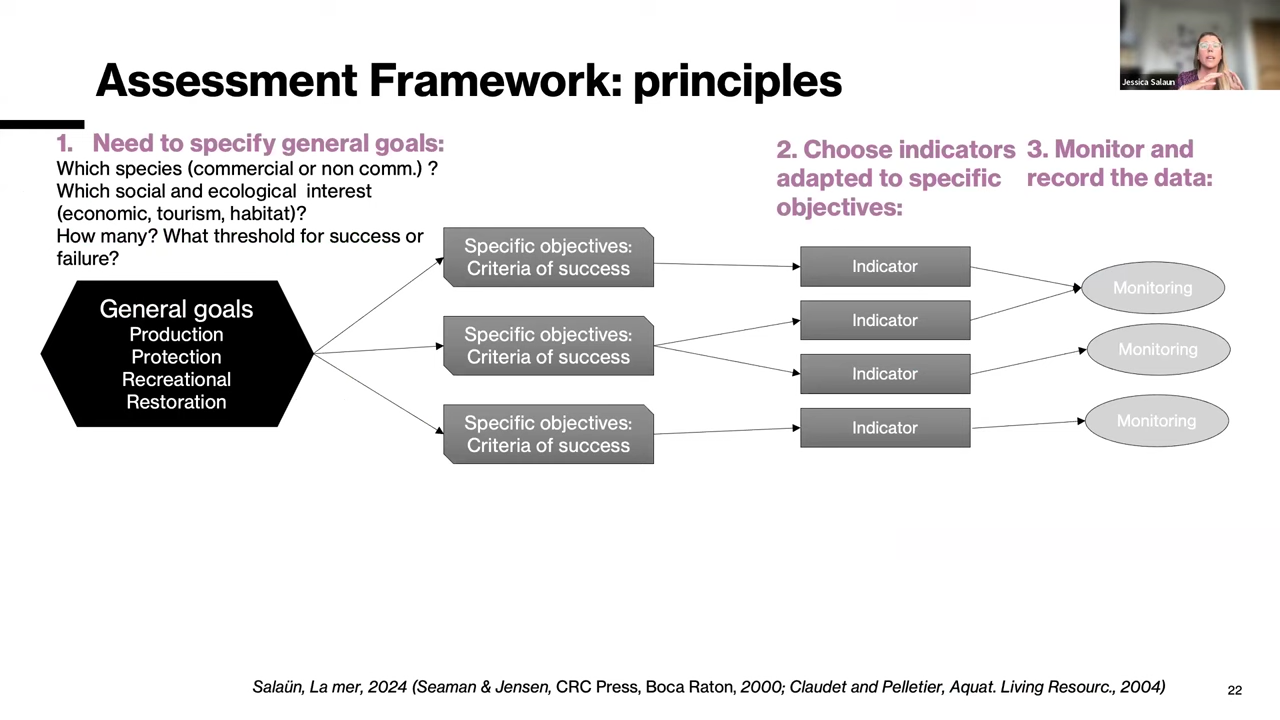 Jessica Salaun
Assessment Framework: principles
1. Need to specify general goals:
Which species (commercial or non comm.) ?
Which social and ecological interest
(economic, tourism, habitat)?
How many? What threshold for success or
failure?
2. Choose indicators
adapted to specific
objectives:
3. Monitor and
record the data:
General goals
Production
Protection
Recreational
Restoration
Specific objectives:
Criteria of success
Specific objectives:
Criteria of success
Specific objectives:
Criteria of success
Indicator
Indicator
Indicator
Indicator
Monitoring
Monitoring
Monitoring
Salaün, La mer, 2024 (Seaman & Jensen, CRC Press, Boca Raton, 2000; Claudet and Pelletier, Aquat. Living Resourc., 2004)
22